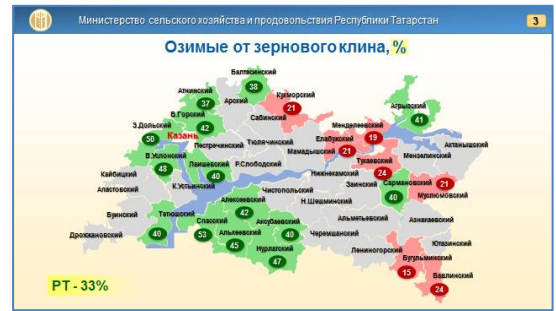 Министерство сельского хозяйства и продовольствия Республики Татарстан
3
Озимые от зернового клина, %
Балтасинский
38
Атнинский
37
Арский
Кукморский
21
Агрызский
41
В.Горский
42
Сабинский
Менделеевский
19
З.Дольский
50
Казань
Пестречинский
Тюлячинский
Елабужский
21
Мамадышский
Актанышский
В.Услонский
48
Лаишевский
40
Р.Слободский
Тукаевский
24
Мензелинский
Кайбицкий
Нижнекамский
Заинский
Сармановский
40
21
Муслюмовский
Апастовский
К.Устьинский
Чистопольский
Алексеевский
42
Н.Шешминский
Буинский
Тетюшский
40
Спасский
53
Аксубаевский
40
Альметьевский
Азнакаевский
Дрожжановский
Алькеевский
45
Черемшанский
Нурлатский
47
Лениногорский
Ютазинский
Бугульминский
15
Бавлинский
24
РТ - 33%